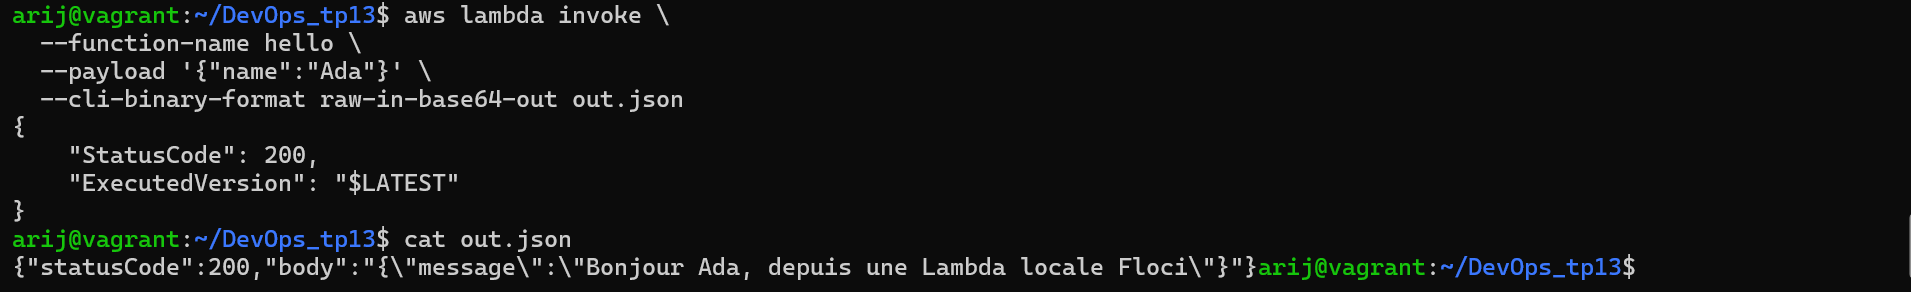 arij@vagrant:~/DevOps_tp13$ aws lambda invoke \
  --function-name hello \
  --payload '{"name":"Ada"}' \
  --cli-binary-format raw-in-base64-out out.json
{
    "StatusCode": 200,
    "ExecutedVersion": "$LATEST"
}
arij@vagrant:~/DevOps_tp13$ cat out.json
{"statusCode":200,"body":"{\"message\":\"Bonjour Ada, depuis une Lambda locale Floci\"}"}arij@vagrant:~/DevOps_tp13$